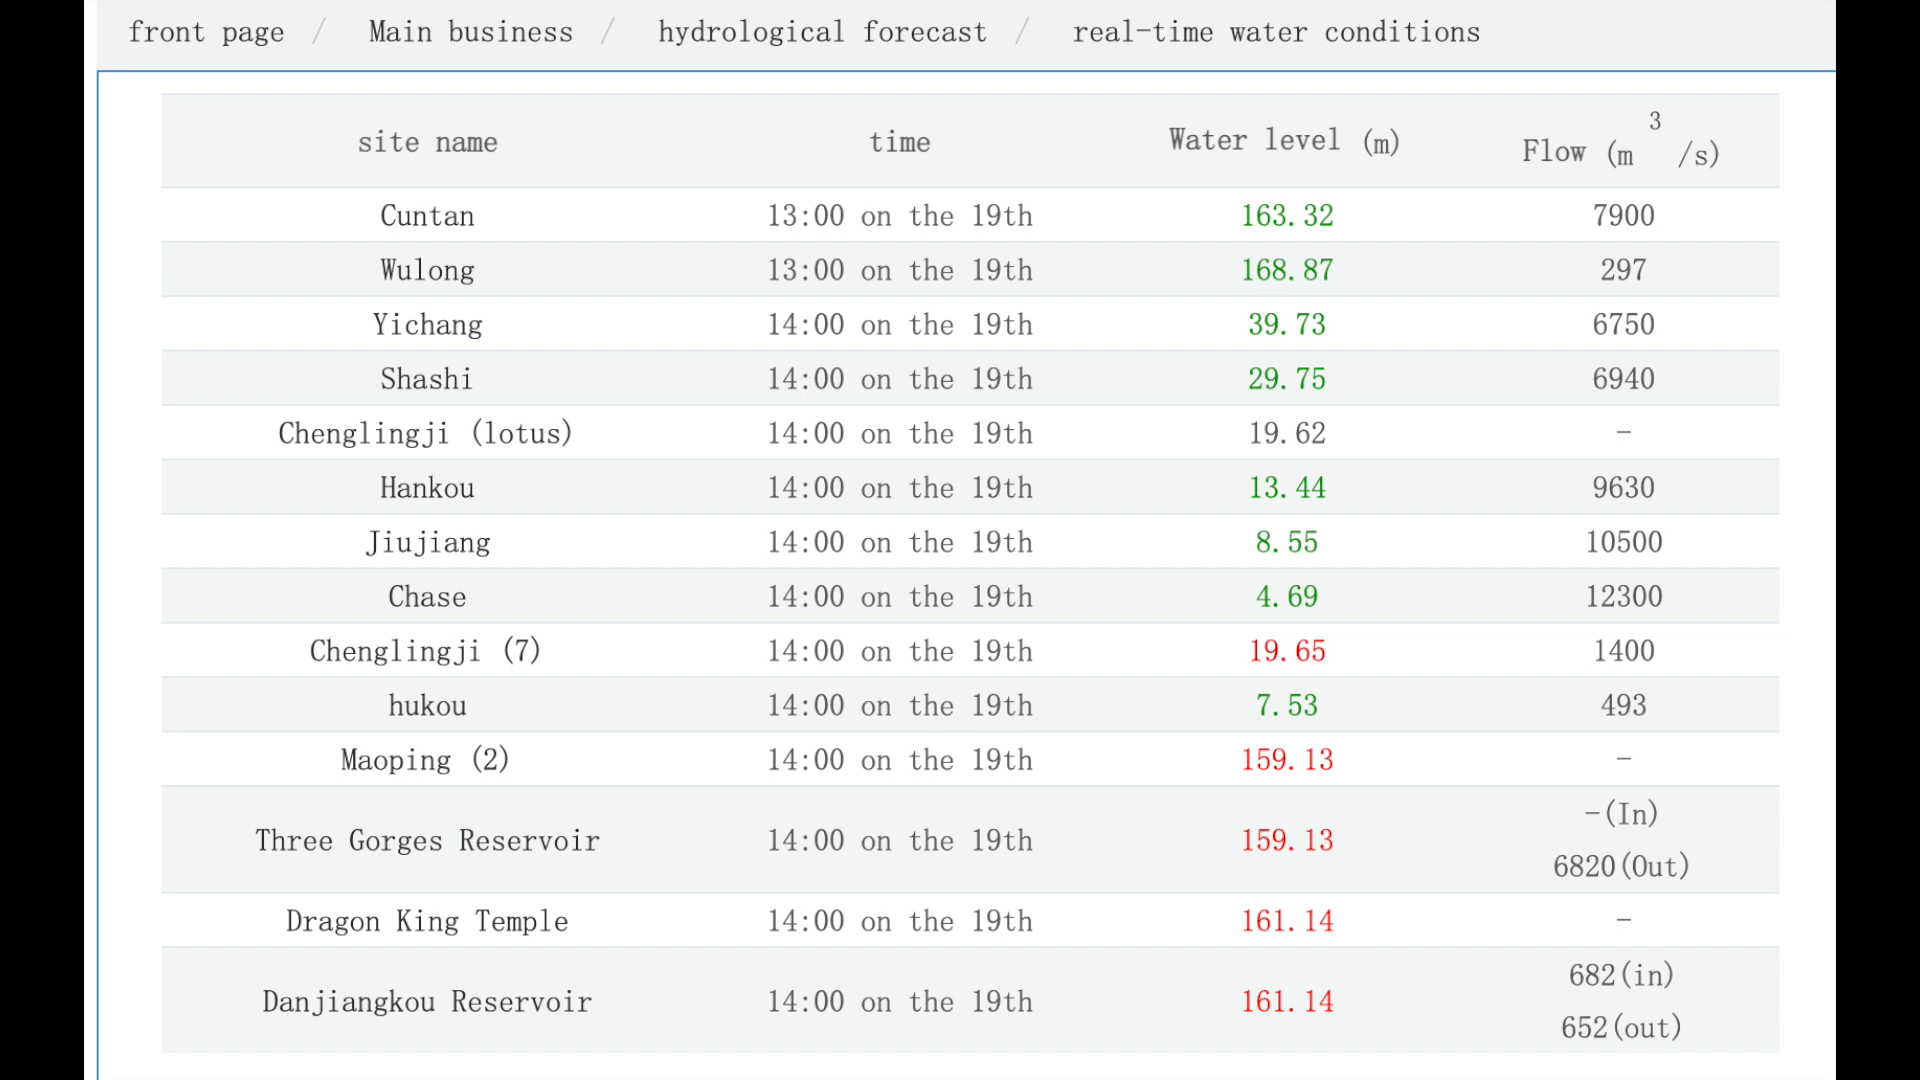 front page / Main business / hydrological forecast / real-time water conditions
site name time Water level (m) Flow (m³/s)
Cuntan 13:00 on the 19th 163.32 7900
Wulong 13:00 on the 19th 168.87 297
Yichang 14:00 on the 19th 39.73 6750
Shashi 14:00 on the 19th 29.75 6940
Chenglingji (lotus) 14:00 on the 19th 19.62 -
Hankou 14:00 on the 19th 13.44 9630
Jiujiang 14:00 on the 19th 8.55 10500
Chase 14:00 on the 19th 4.69 12300
Chenglingji (7) 14:00 on the 19th 19.65 1400
hukou 14:00 on the 19th 7.53 493
Maoping (2) 14:00 on the 19th 159.13 -
Three Gorges Reservoir 14:00 on the 19th 159.13 -(In)
6820(Out)
Dragon King Temple 14:00 on the 19th 161.14 -
Danjiangkou Reservoir 14:00 on the 19th 161.14 682(in)
652(out)